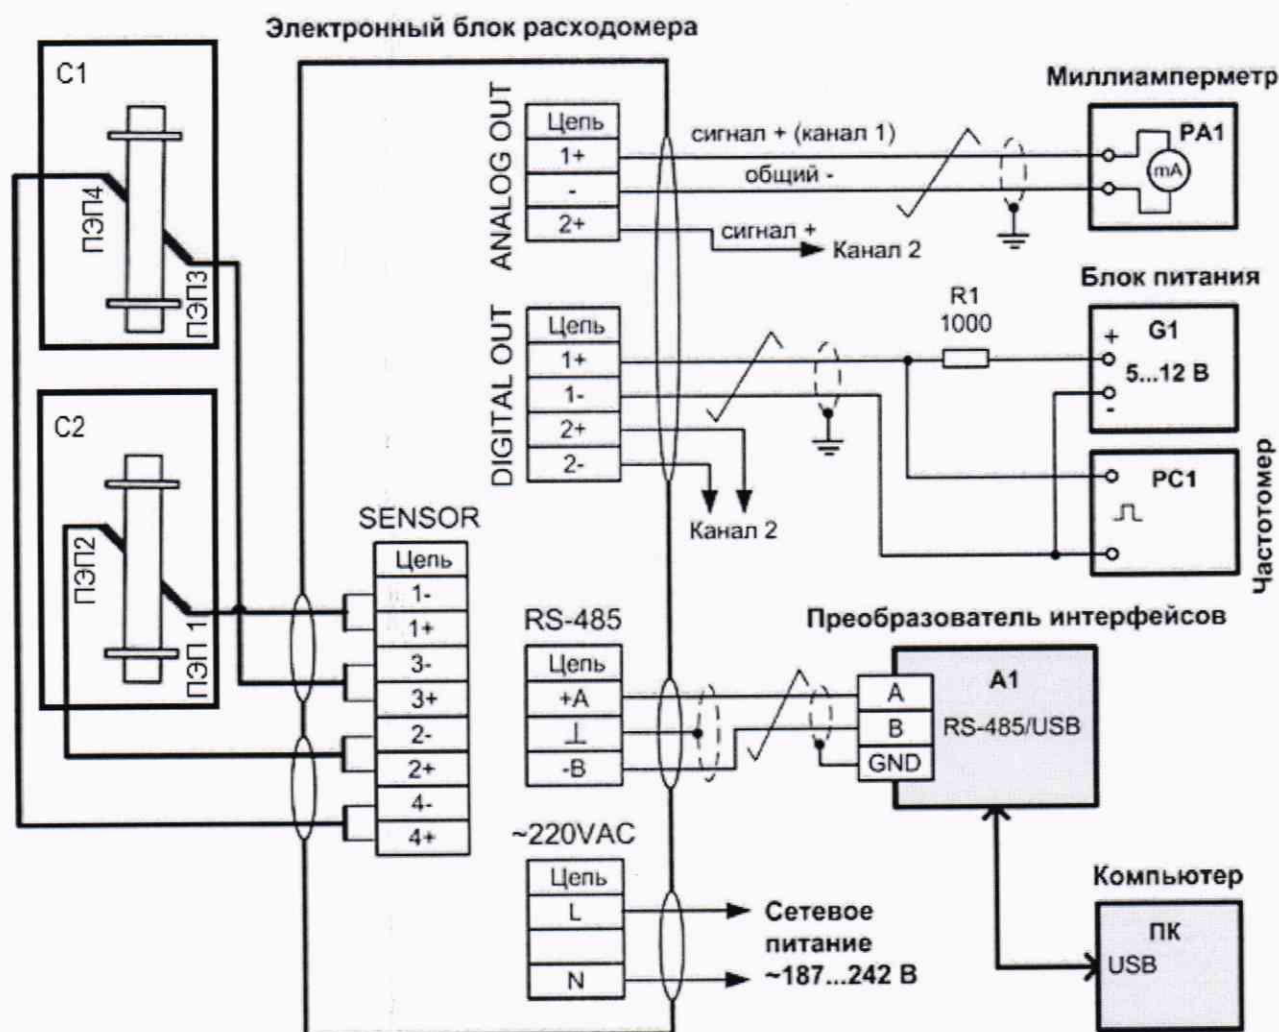 Электронный блок расходомера
C1
ПЭП4
ПЭП3
C2
ПЭП2
ПЭП 1
SENSOR
Цепь
1-
1+
3-
3+
2-
2+
4-
4+
ANALOG OUT
Цепь
1+
-
2+
сигнал + (канал 1)
общий -
сигнал +
Канал 2
Миллиамперметр
PA1
mA
DIGITAL OUT
Цепь
1+
1-
2+
2-
Канал 2
R1
1000
Блок питания
+
G1
5...12 В
-
PC1
Частотомер
RS-485
Цепь
+A
⊥
-B
Преобразователь интерфейсов
A
B
GND
A1
RS-485/USB
~220VAC
Цепь
L
N
Сетевое
питание
~187...242 В
Компьютер
ПК
USB